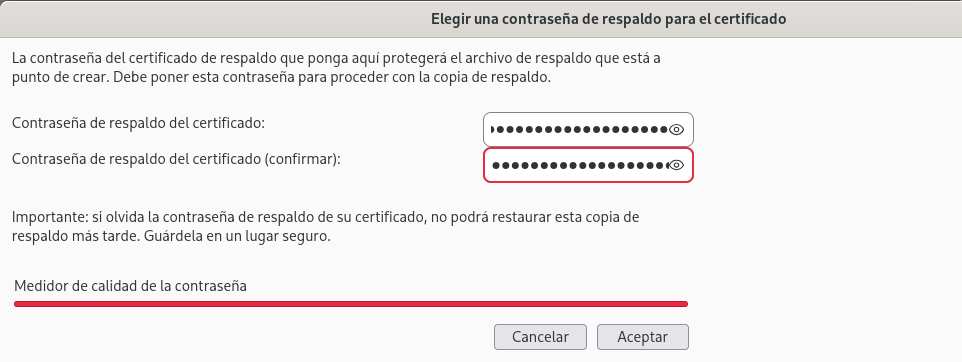 Elegir una contraseña de respaldo para el certificado
La contraseña del certificado de respaldo que ponga aquí protegerá el archivo de respaldo que está a
punto de crear. Debe poner esta contraseña para proceder con la copia de respaldo.
Contraseña de respaldo del certificado:
Contraseña de respaldo del certificado (confirmar):
Importante: si olvida la contraseña de respaldo de su certificado, no podrá restaurar esta copia de
respaldo más tarde. Guárdela en un lugar seguro.
Medidor de calidad de la contraseña
Cancelar Aceptar